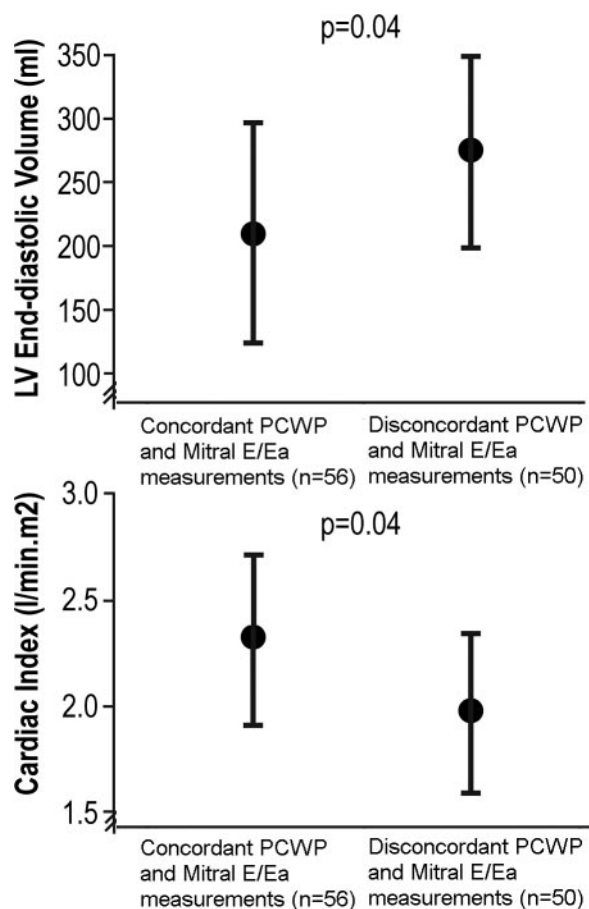 p=0.04
LV End-diastolic Volume (ml)
350
300
250
200
150
100
Concordant PCWP
and Mitral E/Ea
measurements (n=56)
Disconcordant PCWP
and Mitral E/Ea
measurements (n=50)
p=0.04
Cardiac Index (l/min.m2)
3.0
2.5
2.0
1.5
Concordant PCWP
and Mitral E/Ea
measurements (n=56)
Disconcordant PCWP
and Mitral E/Ea
measurements (n=50)